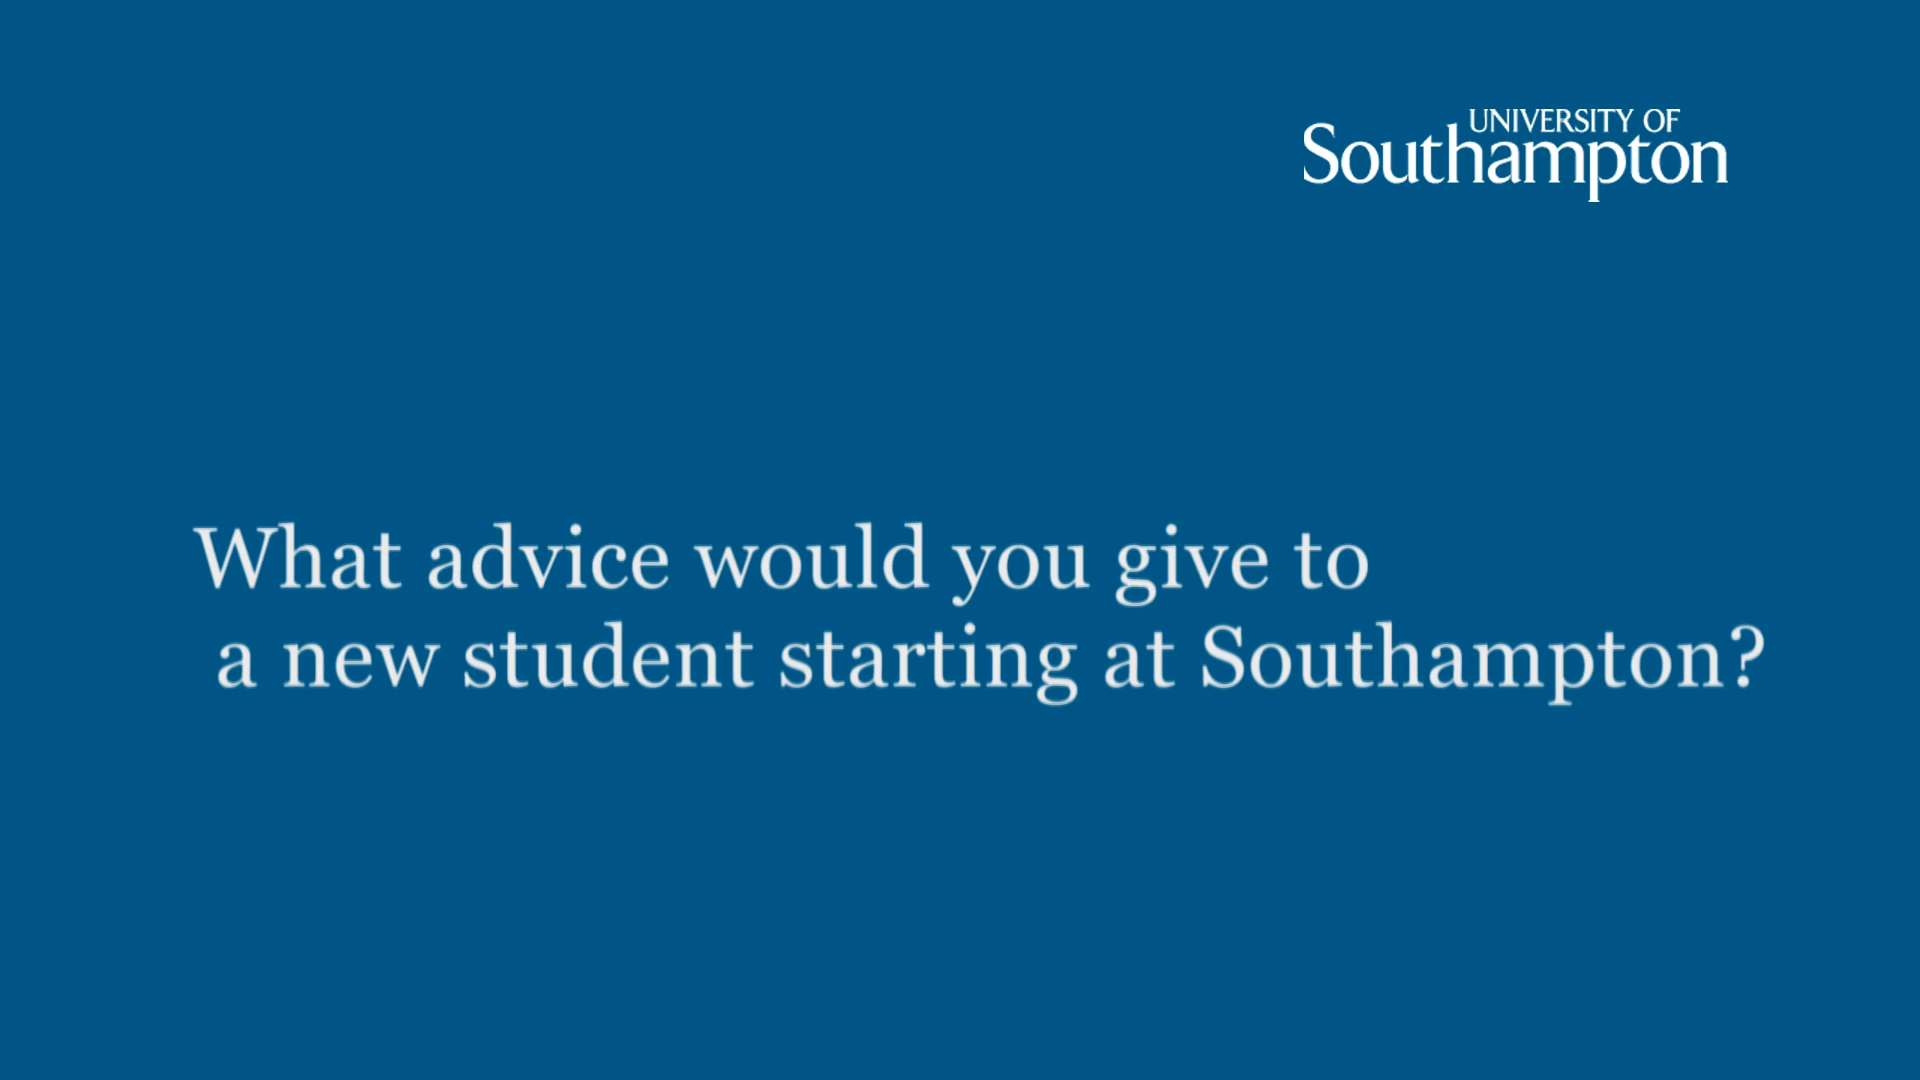 UNIVERSITY OF
Southampton
What advice would you give to
a new student starting at Southampton?